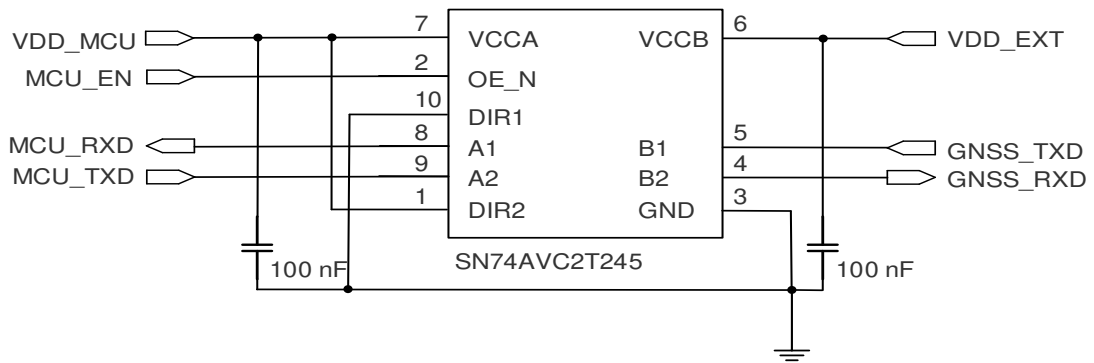 VDD_MCU 7 VCCA VCCB 6 VDD_EXT
MCU_EN 2 OE_N
10 DIR1
MCU_RXD 8 A1 B1 5 GNSS_TXD
MCU_TXD 9 A2 B2 4 GNSS_RXD
1 DIR2 GND 3
100 nF SN74AVC2T245 100 nF